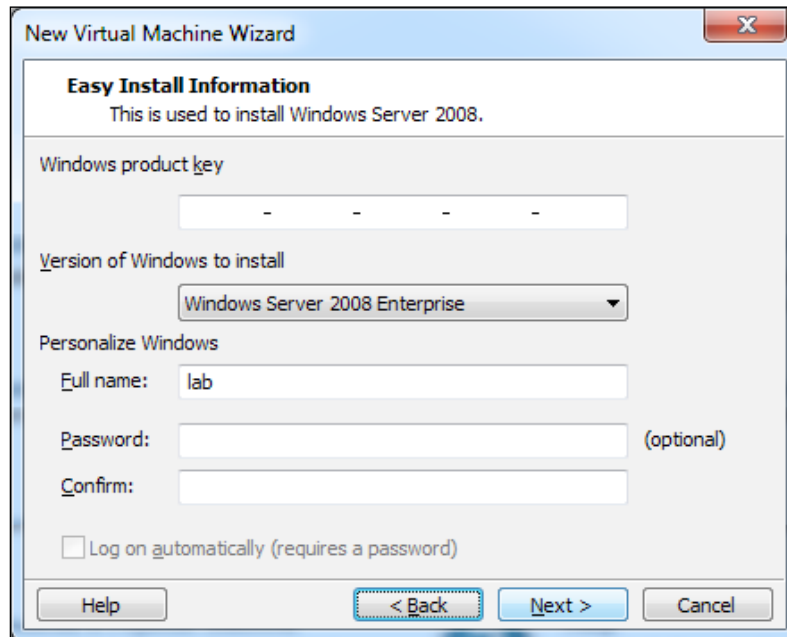 New Virtual Machine Wizard
X
Easy Install Information
This is used to install Windows Server 2008.
Windows product key
- - - -
Version of Windows to install
Windows Server 2008 Enterprise
Personalize Windows
Full name: lab
Password: (optional)
Confirm:
Log on automatically (requires a password)
Help < Back Next > Cancel